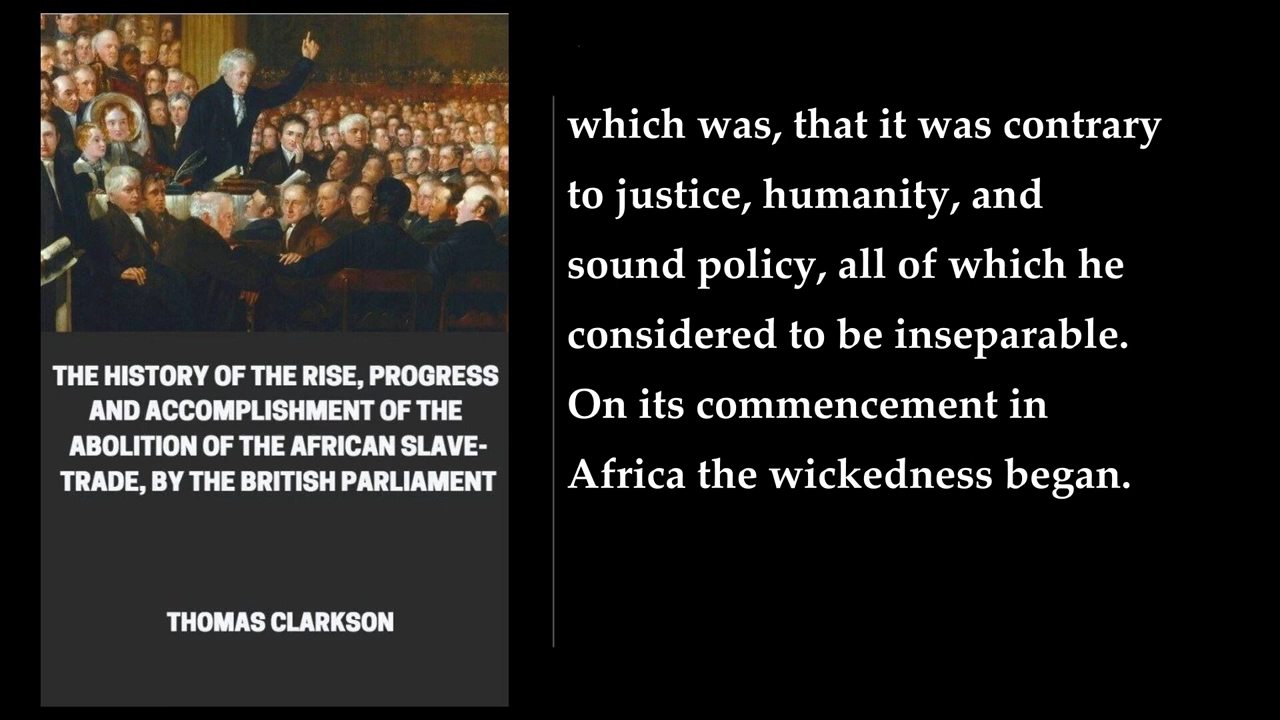 THE HISTORY OF THE RISE, PROGRESS
AND ACCOMPLISHMENT OF THE
ABOLITION OF THE AFRICAN SLAVE-
TRADE, BY THE BRITISH PARLIAMENT
THOMAS CLARKSON
which was, that it was contrary
to justice, humanity, and
sound policy, all of which he
considered to be inseparable.
On its commencement in
Africa the wickedness began.